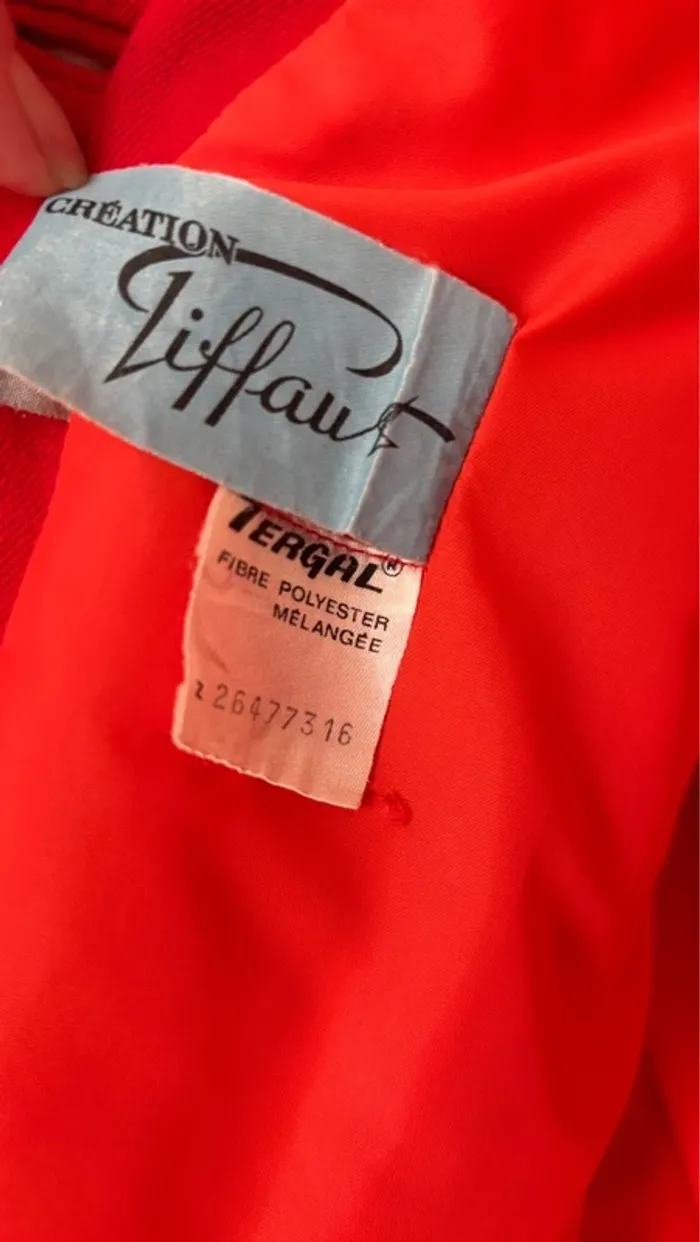 CRÉATION
Tiffau
TERGAL®
FIBRE POLYESTER
MÉLANGÉE
z 26477316